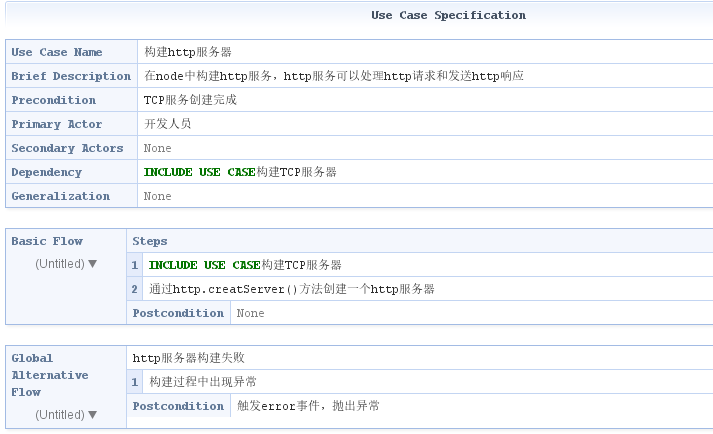 Use Case Specification
Use Case Name 构建http服务器
Brief Description 在node中构建http服务，http服务可以处理http请求和发送http响应
Precondition TCP服务创建完成
Primary Actor 开发人员
Secondary Actors None
Dependency INCLUDE USE CASE构建TCP服务器
Generalization None
Basic Flow Steps
(Untitled) ▼
1 INCLUDE USE CASE构建TCP服务器
2 通过http.creatServer()方法创建一个http服务器
Postcondition None
Global Alternative Flow http服务器构建失败
(Untitled) ▼
1 构建过程中出现异常
Postcondition 触发error事件，抛出异常